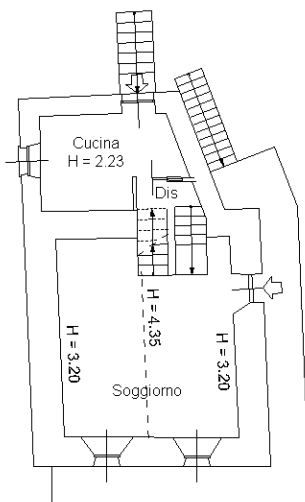 Cucina
H = 2.23
Dis
H = 4.35
H = 3.20
H = 3.20
Soggiorno